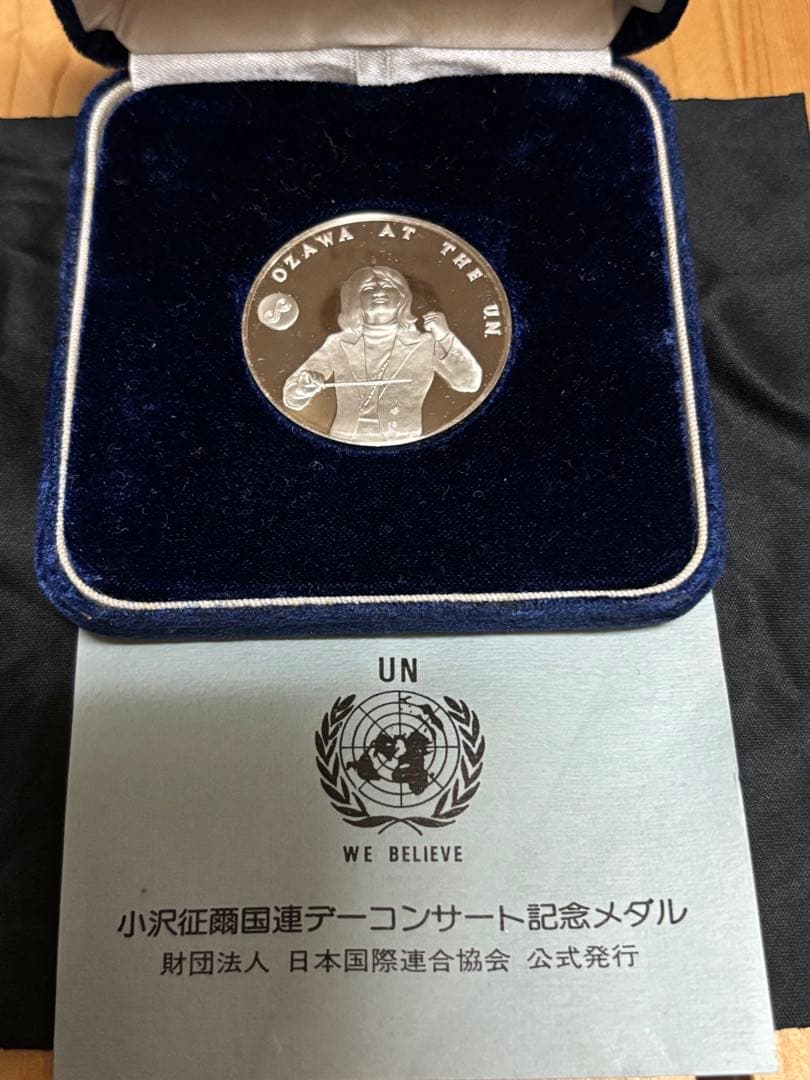 OZAWA AT THE U.N.
UN
WE BELIEVE
小沢征爾国連デーコンサート記念メダル
財団法人 日本国際連合協会 公式発行